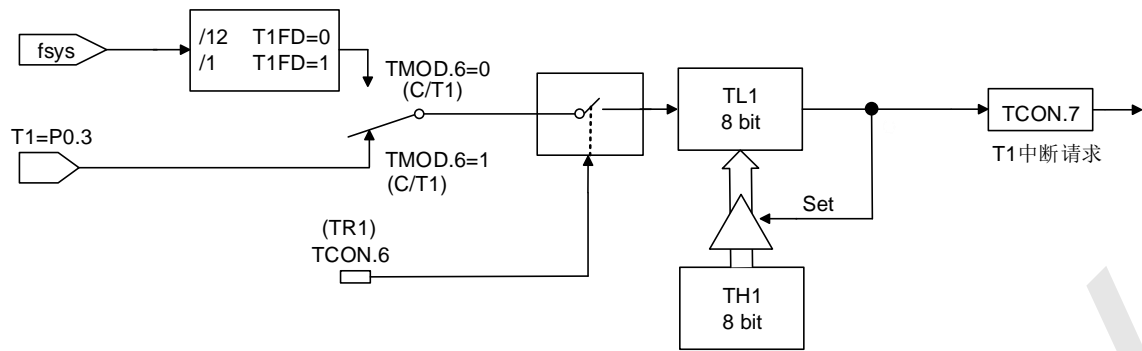 fsys
/12 T1FD=0
/1 T1FD=1
TMOD.6=0
(C/T1)
T1=P0.3
TMOD.6=1
(C/T1)
(TR1)
TCON.6
TL1
8 bit
TCON.7
T1中断请求
Set
TH1
8 bit